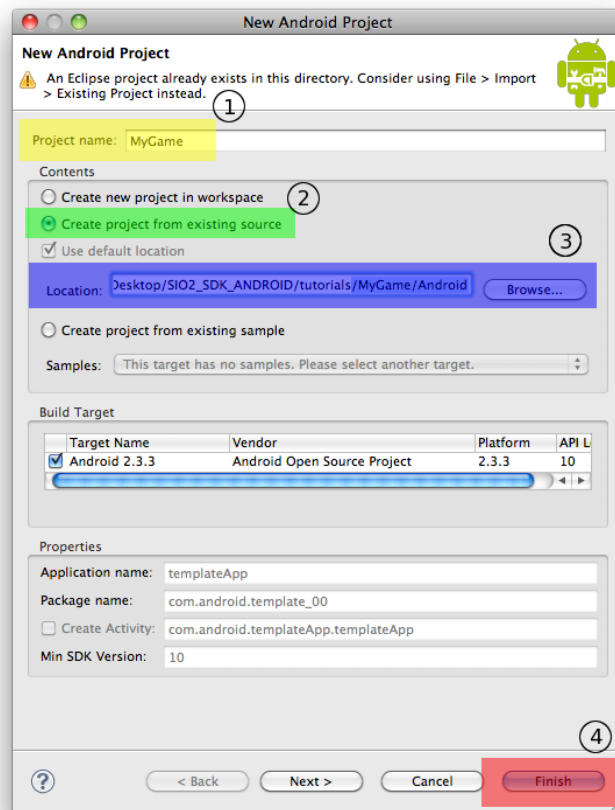 New Android Project
New Android Project
An Eclipse project already exists in this directory. Consider using File > Import
> Existing Project instead.
1
Project name: MyGame
Contents
Create new project in workspace
2
Create project from existing source
Use default location
3
Location: Desktop/SIO2_SDK_ANDROID/tutorials/MyGame/Android Browse...
Create project from existing sample
Samples: This target has no samples. Please select another target.
Build Target
Target Name Vendor Platform API L
Android 2.3.3 Android Open Source Project 2.3.3 10
Properties
Application name: templateApp
Package name: com.android.template_00
Create Activity: com.android.templateApp.templateApp
Min SDK Version: 10
4
? < Back Next > Cancel Finish